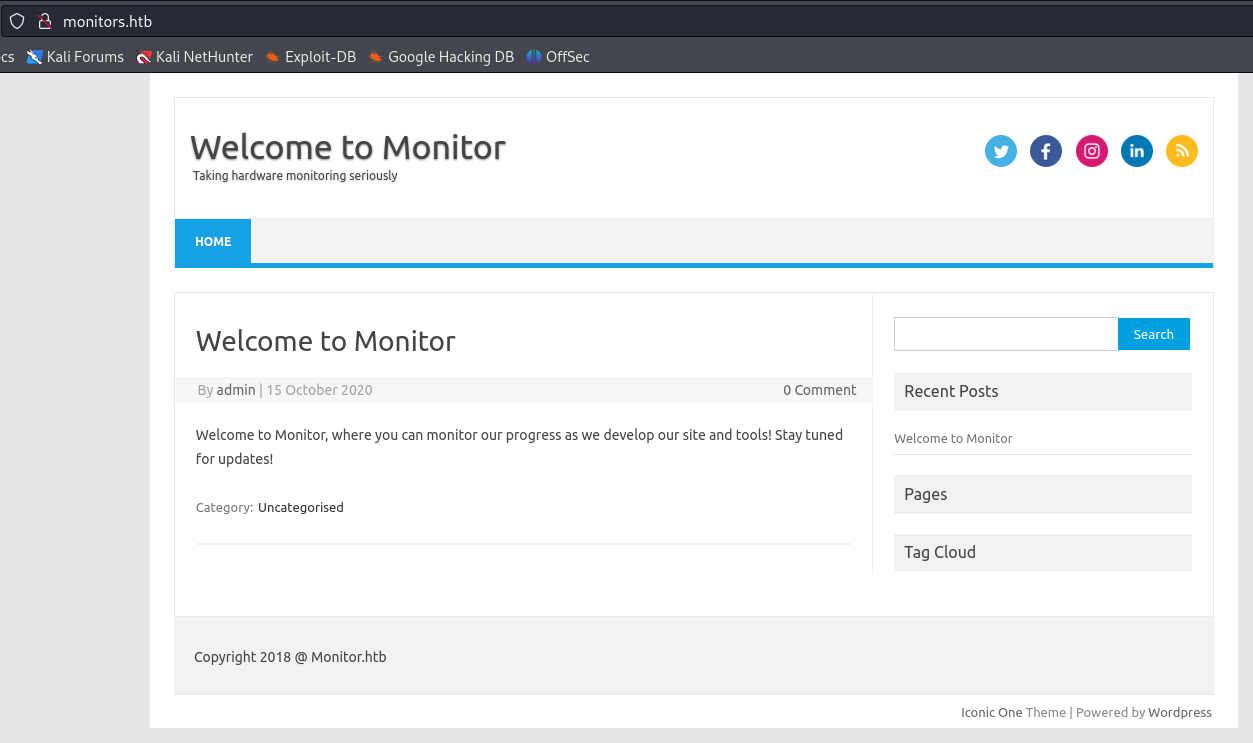 monitors.htb
cs Kali Forums Kali NetHunter Exploit-DB Google Hacking DB OffSec
Welcome to Monitor
Taking hardware monitoring seriously
HOME
Welcome to Monitor
By admin | 15 October 2020 0 Comment
Welcome to Monitor, where you can monitor our progress as we develop our site and tools! Stay tuned
for updates!
Category: Uncategorised
Search
Recent Posts
Welcome to Monitor
Pages
Tag Cloud
Copyright 2018 @ Monitor.htb
Iconic One Theme | Powered by Wordpress